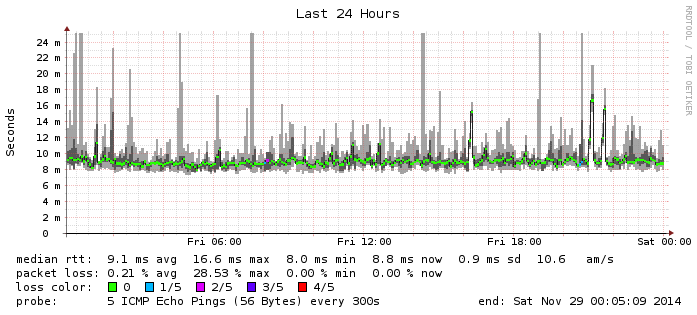 Last 24 Hours
RRDTOOL / TOBI OETIKER
Seconds
24 m
22 m
20 m
18 m
16 m
14 m
12 m
10 m
8 m
6 m
4 m
2 m
0
Fri 06:00 Fri 12:00 Fri 18:00 Sat 00:00
median rtt: 9.1 ms avg 16.6 ms max 8.0 ms min 8.8 ms now 0.9 ms sd 10.6 am/s
packet loss: 0.21 % avg 28.53 % max 0.00 % min 0.00 % now
loss color: 0 1/5 2/5 3/5 4/5
probe: 5 ICMP Echo Pings (56 Bytes) every 300s end: Sat Nov 29 00:05:09 2014